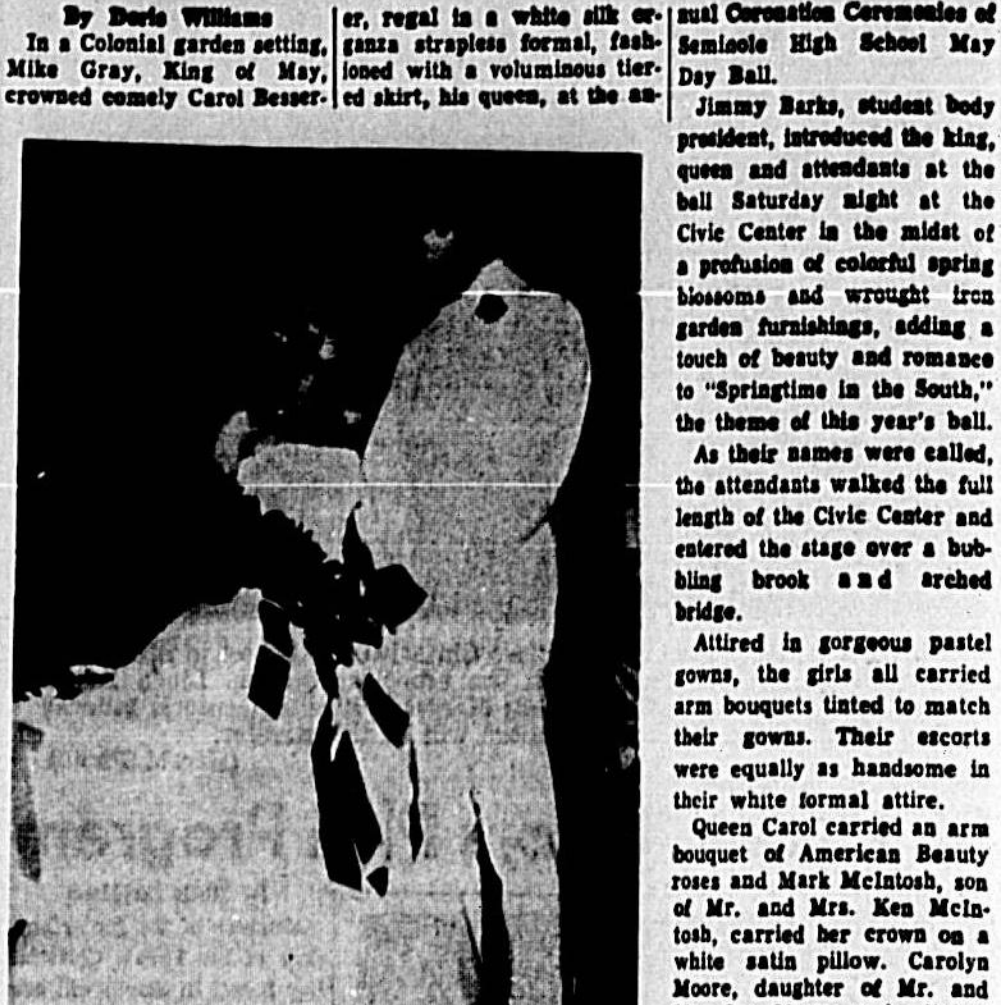 By Doris Williams
In a Colonial garden setting,
Mike Gray, King of May,
crowned comely Carol Besser-
er, regal in a white silk or-
ganza strapless formal, fash-
ioned with a voluminous tier-
ed skirt, his queen, at the an-
nual Coronation Ceremonies of
Seminole High School May
Day Ball.
Jimmy Barks, student body
president, introduced the king,
queen and attendants at the
ball Saturday night at the
Civic Center in the midst of
a profusion of colorful spring
blossoms and wrought iron
garden furnishings, adding a
touch of beauty and romance
to "Springtime in the South,"
the theme of this year's ball.
As their names were called,
the attendants walked the full
length of the Civic Center and
entered the stage over a bub-
bling brook and arched
bridge.
Attired in gorgeous pastel
gowns, the girls all carried
arm bouquets tinted to match
their gowns. Their escorts
were equally as handsome in
their white formal attire.
Queen Carol carried an arm
bouquet of American Beauty
roses and Mark McIntosh, son
of Mr. and Mrs. Ken McIn-
tosh, carried her crown on a
white satin pillow. Carolyn
Moore, daughter of Mr. and